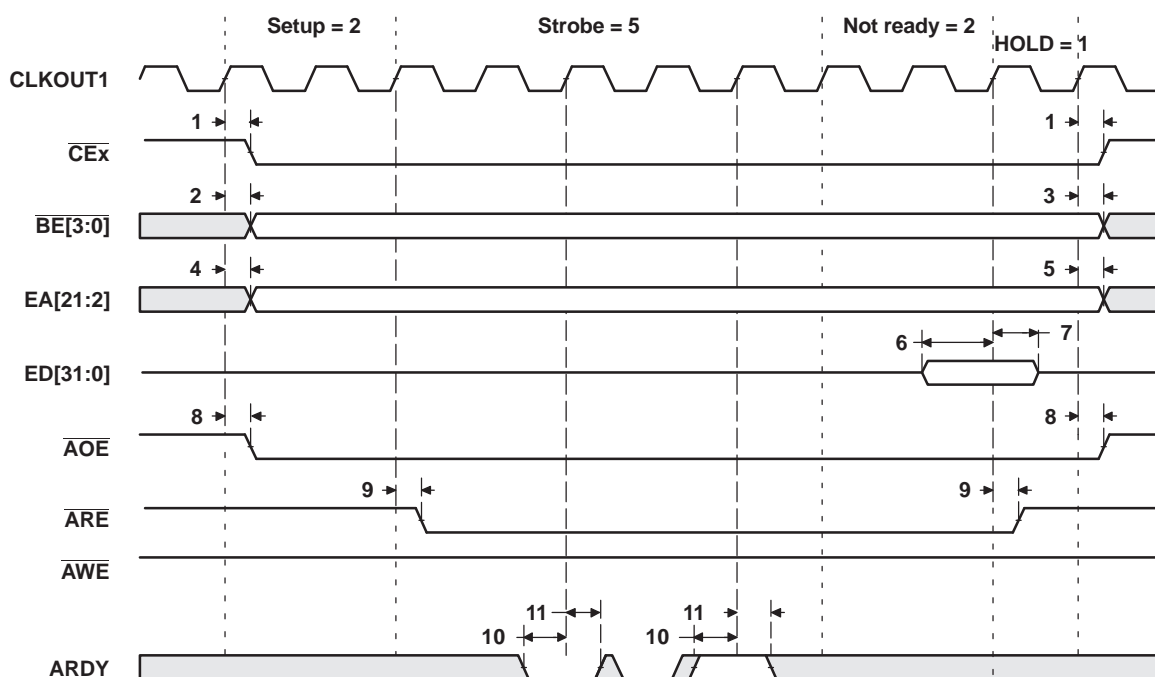 Setup = 2 Strobe = 5 Not ready = 2 HOLD = 1
CLKOUT1
1 1
CEx
2 3
BE[3:0]
4 5
EA[21:2]
6 7
ED[31:0]
8 8
AOE
9 9
ARE
AWE
11 11
10 10
ARDY